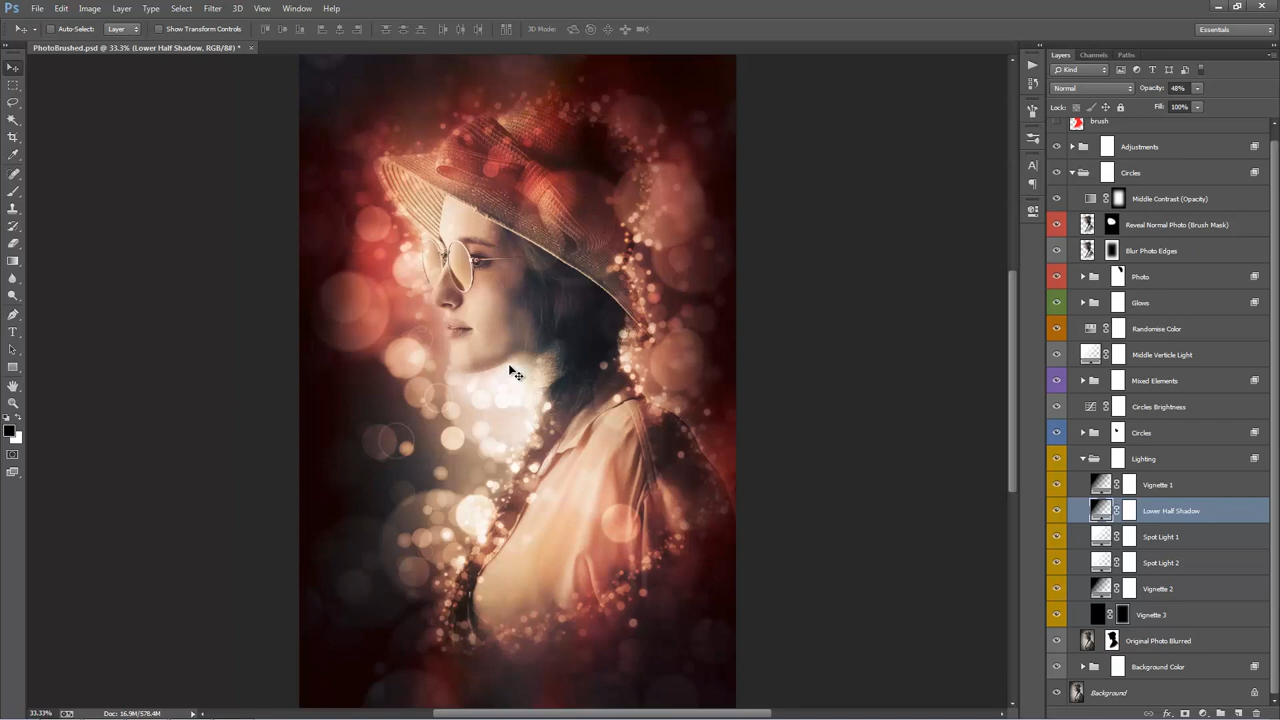 Ps File Edit Image Layer Type Select Filter 3D View Window Help
Auto-Select: Layer Show Transform Controls 3D Mode: Essentials
PhotoBrushed.psd @ 33.3% (Lower Half Shadow, RGB/8#) * ×
Layers Channels Paths
Kind
Normal Opacity: 48%
Lock: Fill: 100%
brush
Adjustments
Circles
Middle Contrast (Opacity)
Reveal Normal Photo (Brush Mask)
Blur Photo Edges
Photo
Glows
Randomise Color
Middle Verticle Light
Mixed Elements
Circles Brightness
Circles
Lighting
Vignette 1
Lower Half Shadow
Spot Light 1
Spot Light 2
Vignette 2
Vignette 3
Original Photo Blurred
Background Color
Background
33.33% Doc: 16.9M/578.4M